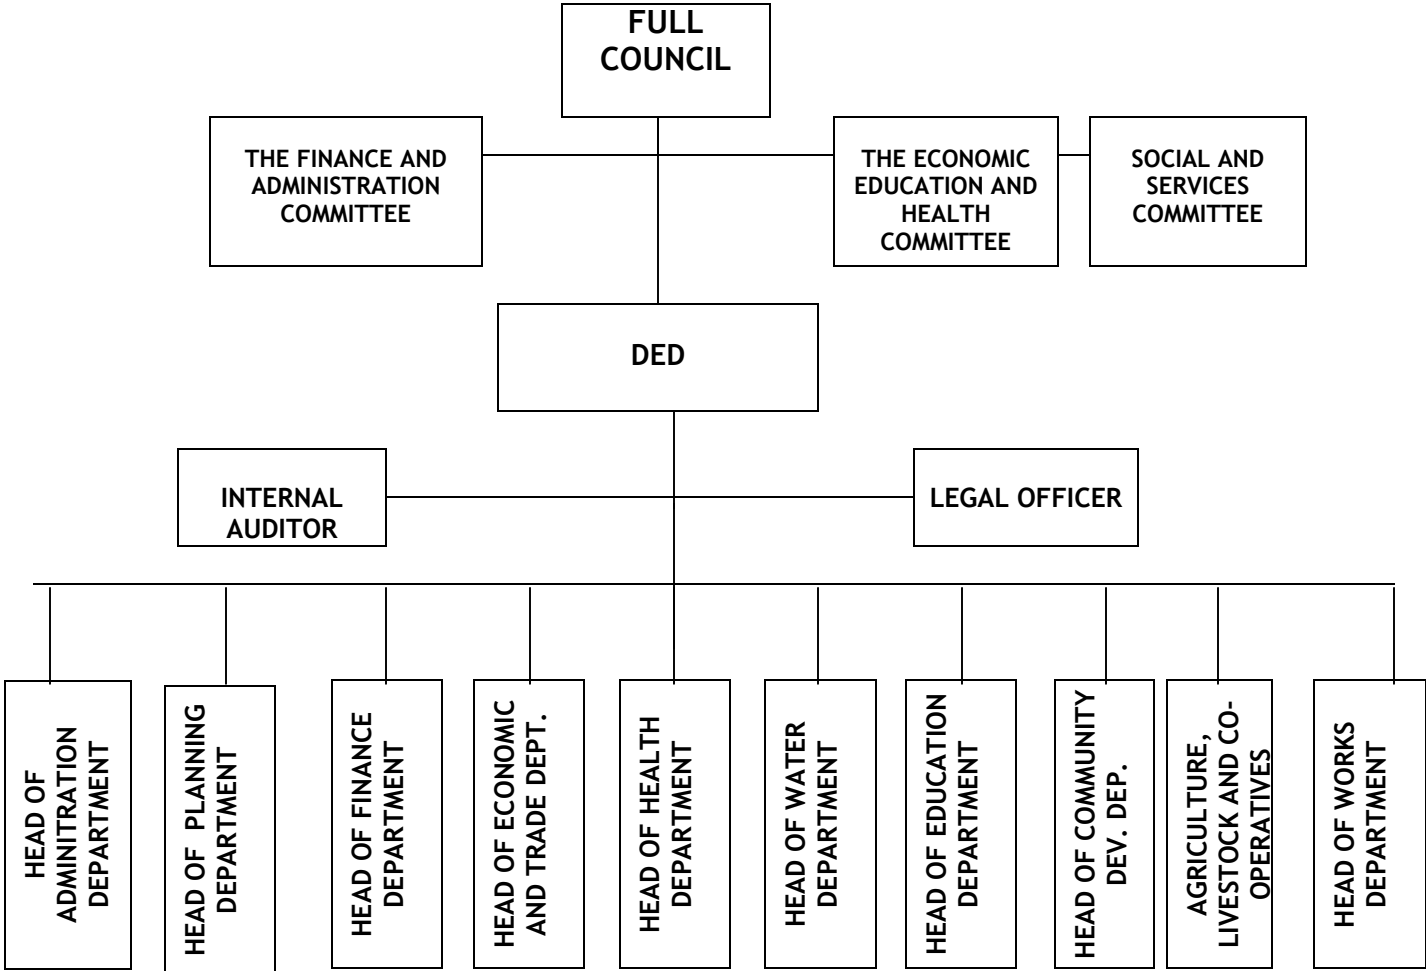 FULL
COUNCIL
THE FINANCE AND
ADMINISTRATION
COMMITTEE
THE ECONOMIC
EDUCATION AND
HEALTH
COMMITTEE
SOCIAL AND
SERVICES
COMMITTEE
DED
INTERNAL
AUDITOR
LEGAL OFFICER
HEAD OF
ADMINITRATION
DEPARTMENT
HEAD OF PLANNING
DEPARTMENT
HEAD OF FINANCE
DEPARTMENT
HEAD OF ECONOMIC
AND TRADE DEPT.
HEAD OF HEALTH
DEPARTMENT
HEAD OF WATER
DEPARTMENT
HEAD OF EDUCATION
DEPARTMENT
HEAD OF COMMUNITY
DEV. DEP.
AGRICULTURE,
LIVESTOCK AND CO-
OPERATIVES
HEAD OF WORKS
DEPARTMENT